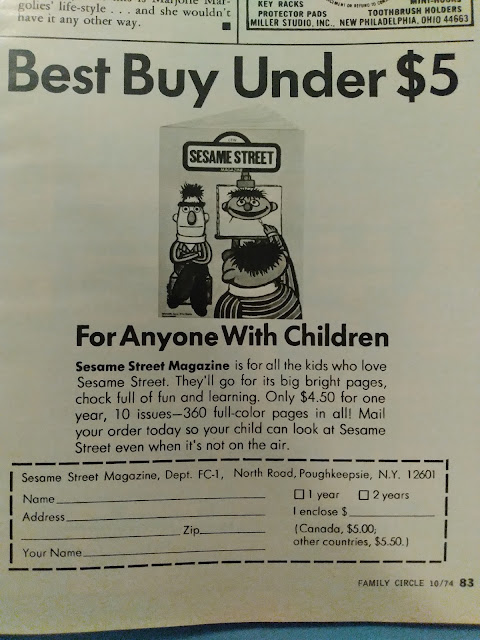 golies' life-style . . . and she wouldn't
have it any other way. ■
KEY RACKS
PROTECTOR PADS
TOOTHBRUSH HOLDERS
MILLER STUDIO, INC., NEW PHILADELPHIA, OHIO 44663
Best Buy Under $5
SESAME STREET
MAGAZINE
For Anyone With Children
Sesame Street Magazine is for all the kids who love
Sesame Street. They'll go for its big bright pages,
chock full of fun and learning. Only $4.50 for one
year, 10 issues—360 full-color pages in all! Mail
your order today so your child can look at Sesame
Street even when it's not on the air.
Sesame Street Magazine, Dept. FC-1, North Road, Poughkeepsie, N.Y. 12601
Name
☐ 1 year ☐ 2 years
Address
I enclose $
Zip
(Canada, $5.00;
other countries, $5.50.)
Your Name
FAMILY CIRCLE 10/74 83